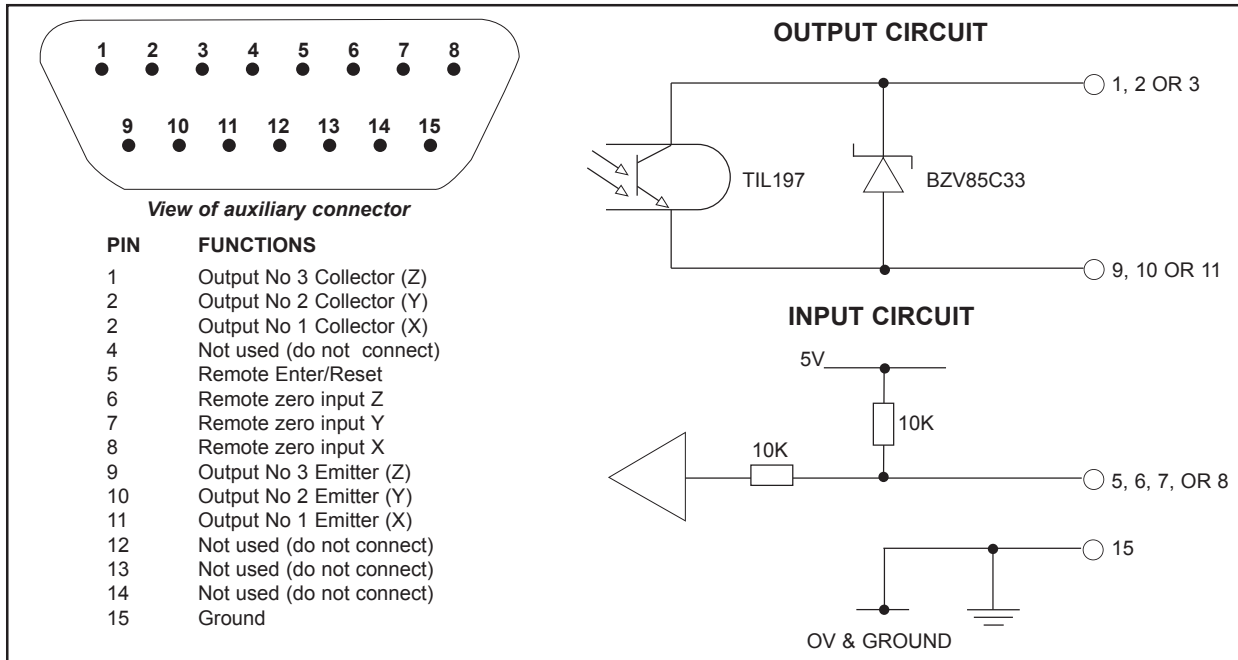 1 2 3 4 5 6 7 8
9 10 11 12 13 14 15
View of auxiliary connector
PIN FUNCTIONS
1 Output No 3 Collector (Z)
2 Output No 2 Collector (Y)
2 Output No 1 Collector (X)
4 Not used (do not connect)
5 Remote Enter/Reset
6 Remote zero input Z
7 Remote zero input Y
8 Remote zero input X
9 Output No 3 Emitter (Z)
10 Output No 2 Emitter (Y)
11 Output No 1 Emitter (X)
12 Not used (do not connect)
13 Not used (do not connect)
14 Not used (do not connect)
15 Ground
OUTPUT CIRCUIT
1, 2 OR 3
TIL197 BZV85C33
9, 10 OR 11
INPUT CIRCUIT
5V
10K
10K
5, 6, 7, OR 8
15
OV & GROUND